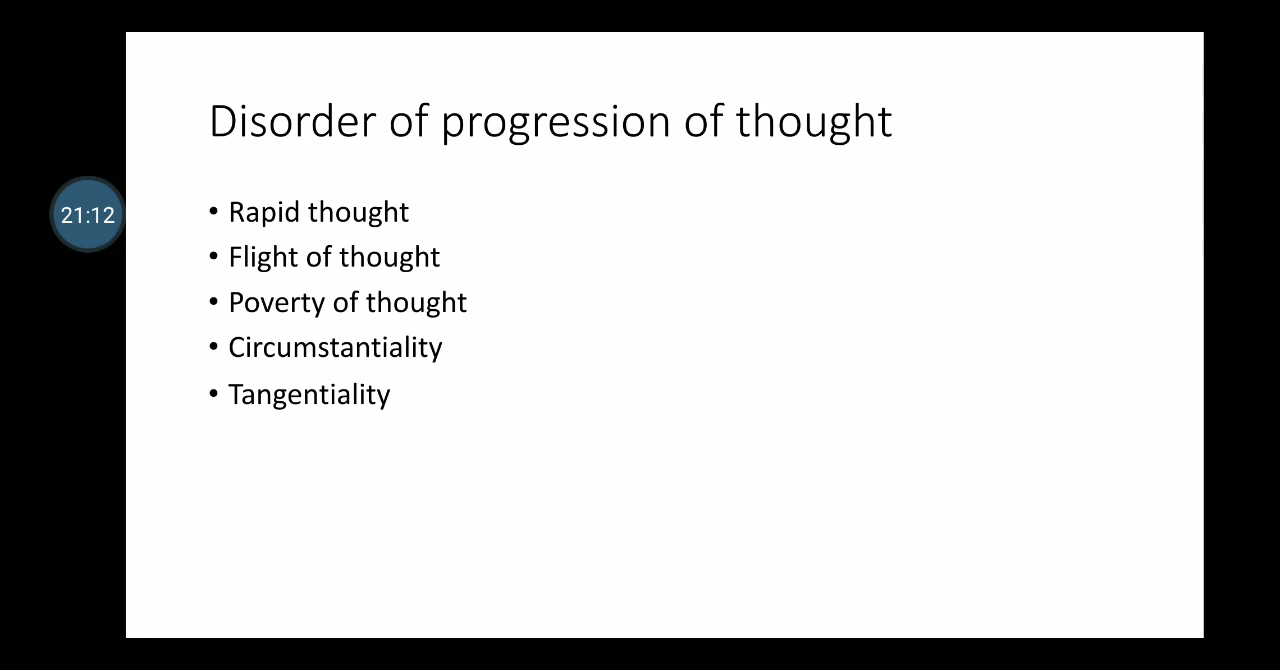 Disorder of progression of thought
21:12
• Rapid thought
• Flight of thought
• Poverty of thought
• Circumstantiality
• Tangentiality